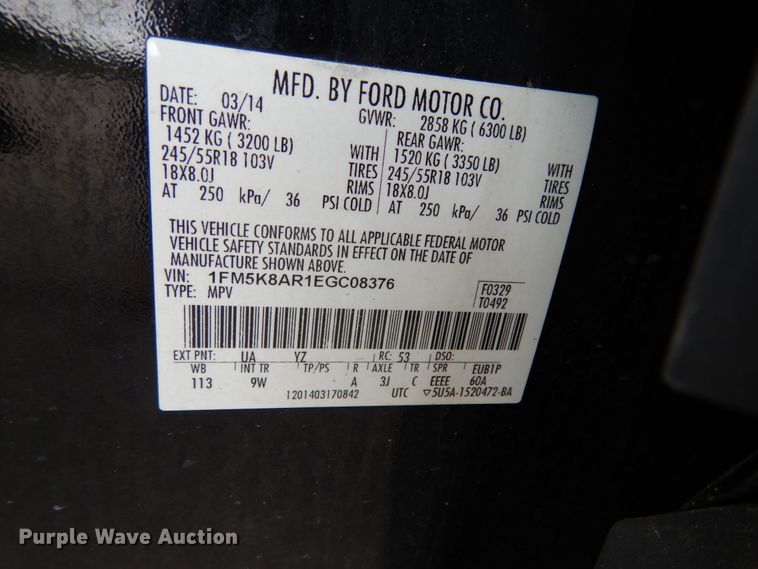 MFD. BY FORD MOTOR CO.
DATE: 03/14 GVWR: 2858 KG ( 6300 LB)
FRONT GAWR: REAR GAWR:
1452 KG ( 3200 LB) WITH 1520 KG ( 3350 LB) WITH
245/55R18 103V TIRES 245/55R18 103V TIRES
18X8.0J RIMS 18X8.0J RIMS
AT 250 kPa/ 36 PSI COLD AT 250 kPa/ 36 PSI COLD
THIS VEHICLE CONFORMS TO ALL APPLICABLE FEDERAL MOTOR
VEHICLE SAFETY STANDARDS IN EFFECT ON THE DATE OF
MANUFACTURE SHOWN ABOVE.
VIN: 1FM5K8AR1EGC08376 F0329
TYPE: MPV T0492
EXT PNT: UA YZ RC: 53 DSO:
WB INT TR TP/PS R AXLE TR SPR EUB1P
113 9W A 3J C EEEE 60A
1201403170842 UTC ▽5U5A-1520472-BA
Purple Wave Auction